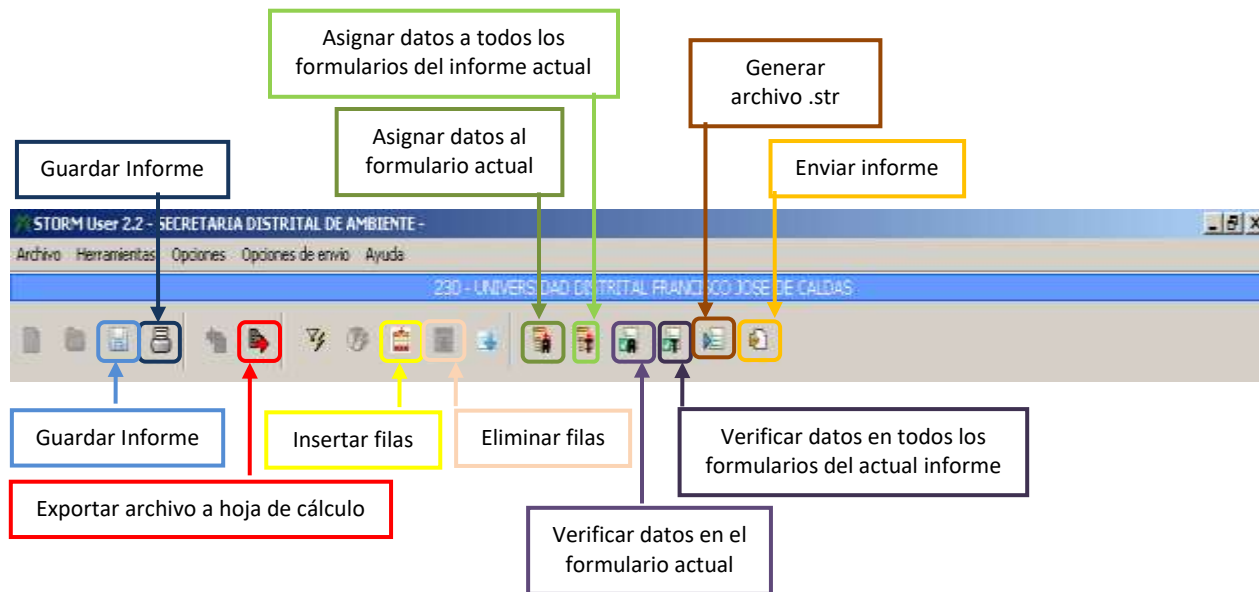 Asignar datos a todos los
formularios del informe actual
Generar
archivo .str
Asignar datos al
formulario actual
Guardar Informe
Enviar informe
STORM User 2.2 - SECRETARIA DISTRITAL DE AMBIENTE -
Archivo Herramientas Opciones Opciones de envio Ayuda
230 - UNIVERSIDAD DISTRITAL FRANCISCO JOSE DE CALDAS
Guardar Informe
Insertar filas
Eliminar filas
Verificar datos en todos los
formularios del actual informe
Exportar archivo a hoja de cálculo
Verificar datos en el
formulario actual